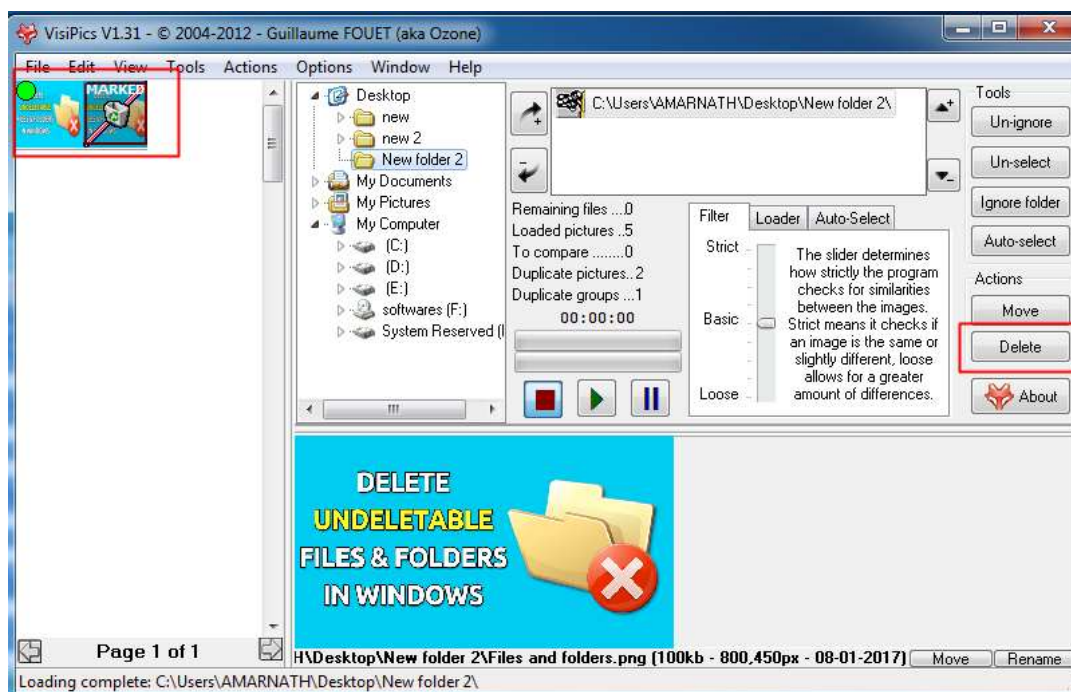 VisiPics V1.31 - © 2004-2012 - Guillaume FOUET (aka Ozone)
File Edit View Tools Actions Options Window Help
MARKED
Desktop
new
new 2
New folder 2
My Documents
My Pictures
My Computer
(C:)
(D:)
(E:)
softwares (F:)
System Reserved (
C:\Users\AMARNATH\Desktop\New folder 2\
Remaining files ...0
Loaded pictures ..5
To compare ........0
Duplicate pictures..2
Duplicate groups ...1
00:00:00
Filter Loader Auto-Select
Strict
Basic
Loose
The slider determines
how strictly the program
checks for similarities
between the images.
Strict means it checks if
an image is the same or
slightly different, loose
allows for a greater
amount of differences.
Tools
Un-ignore
Un-select
Ignore folder
Auto-select
Actions
Move
Delete
About
DELETE
UNDELETABLE
FILES & FOLDERS
IN WINDOWS
Page 1 of 1
H\Desktop\New folder 2\Files and folders.png (100kb - 800,450px - 08-01-2017) Move Rename
Loading complete: C:\Users\AMARNATH\Desktop\New folder 2\